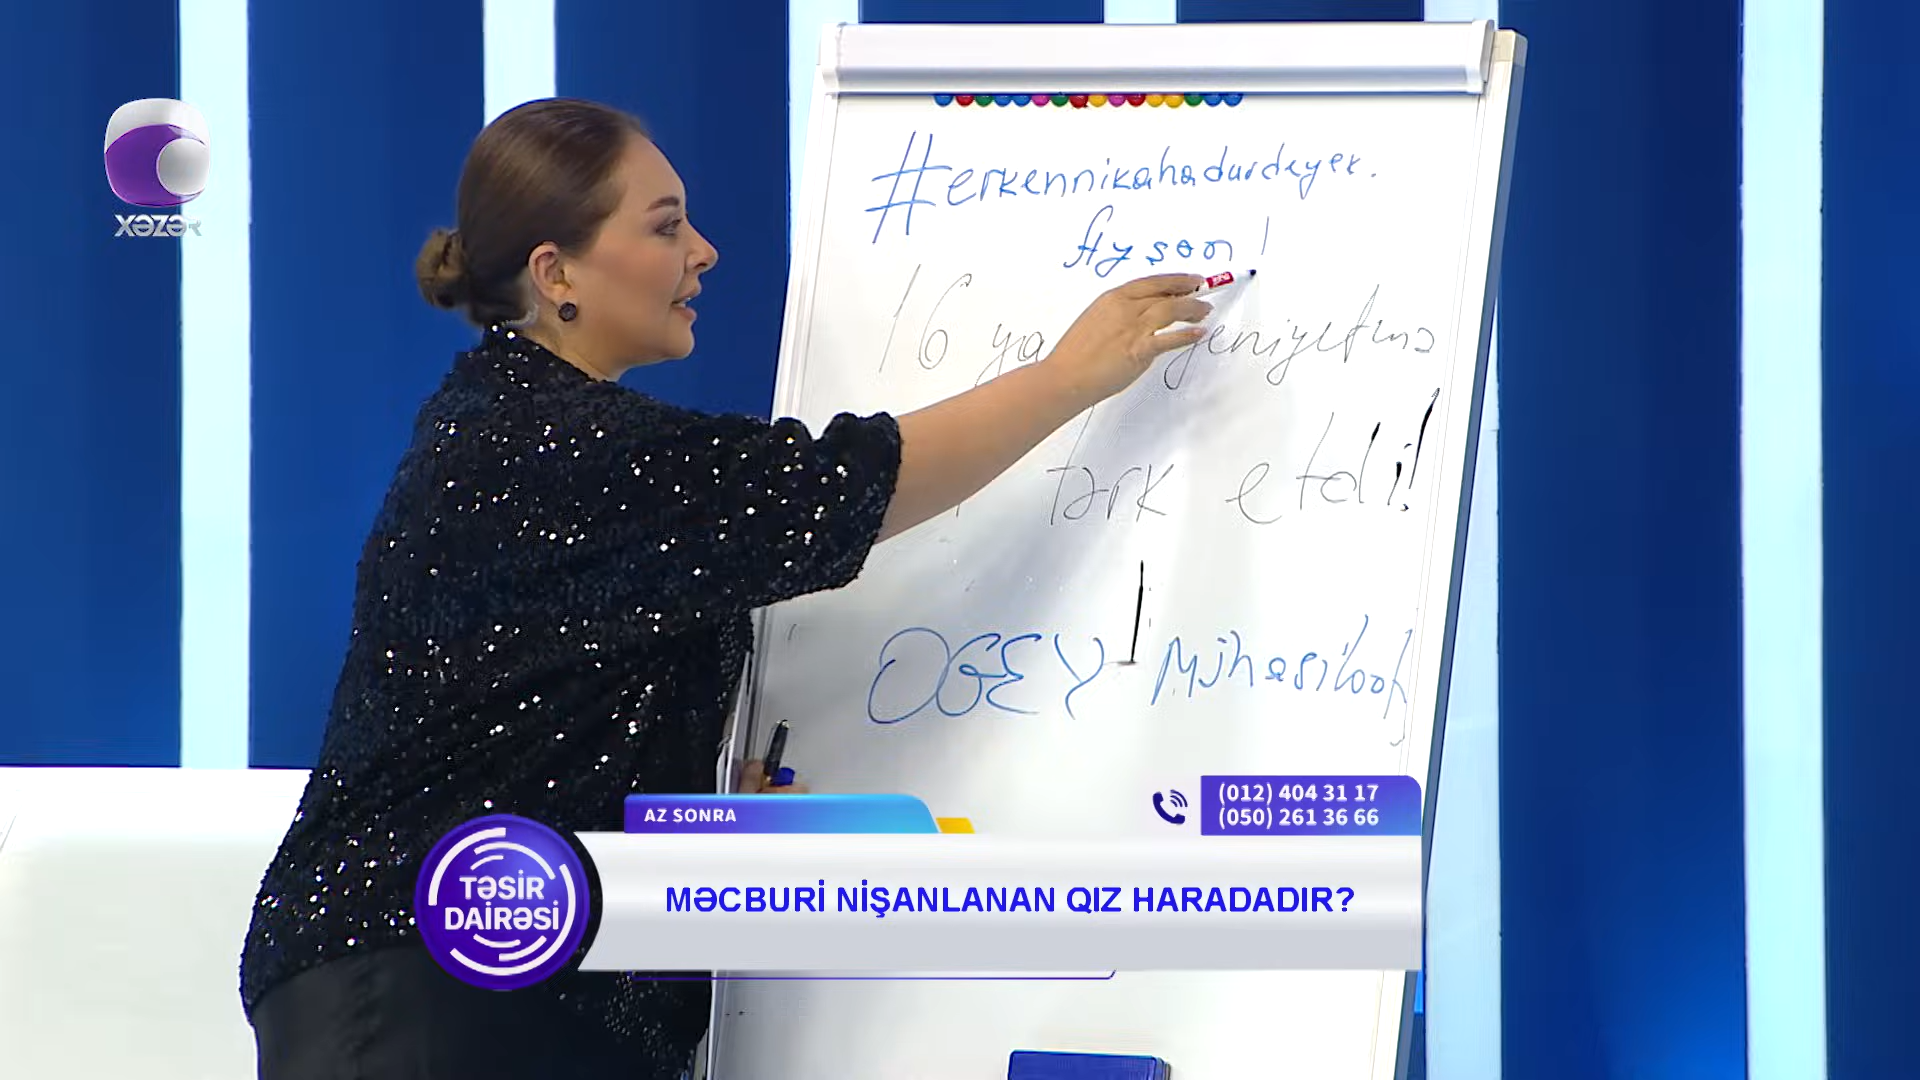 XəZəR
#erkennikahadurdeyek.
Ayşən!
16 ya yeniyetmə
tərk etdi!
OGEY
AZ SONRA
(012) 404 31 17
(050) 261 36 66
TƏSİR
DAİRƏSİ
MƏCBURİ NİŞANLANAN QIZ HARADADIR?